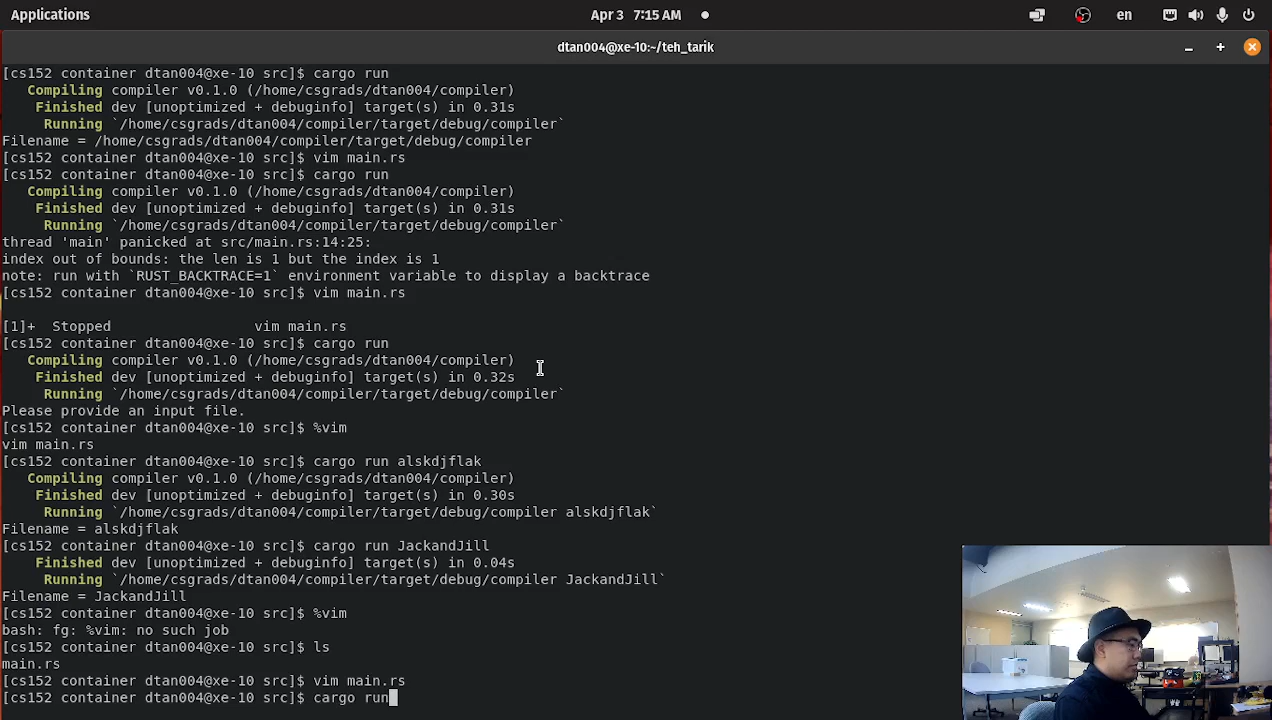 Applications
Apr 3 7:15 AM
en
dtan004@xe-10:~/teh_tarik
[cs152 container dtan004@xe-10 src]$ cargo run
Compiling compiler v0.1.0 (/home/csgrads/dtan004/compiler)
Finished dev [unoptimized + debuginfo] target(s) in 0.31s
Running `/home/csgrads/dtan004/compiler/target/debug/compiler`
Filename = /home/csgrads/dtan004/compiler/target/debug/compiler
[cs152 container dtan004@xe-10 src]$ vim main.rs
[cs152 container dtan004@xe-10 src]$ cargo run
Compiling compiler v0.1.0 (/home/csgrads/dtan004/compiler)
Finished dev [unoptimized + debuginfo] target(s) in 0.31s
Running `/home/csgrads/dtan004/compiler/target/debug/compiler`
thread 'main' panicked at src/main.rs:14:25:
index out of bounds: the len is 1 but the index is 1
note: run with `RUST_BACKTRACE=1` environment variable to display a backtrace
[cs152 container dtan004@xe-10 src]$ vim main.rs
[1]+  Stopped                 vim main.rs
[cs152 container dtan004@xe-10 src]$ cargo run
Compiling compiler v0.1.0 (/home/csgrads/dtan004/compiler)
Finished dev [unoptimized + debuginfo] target(s) in 0.32s
Running `/home/csgrads/dtan004/compiler/target/debug/compiler`
Please provide an input file.
[cs152 container dtan004@xe-10 src]$ %vim
vim main.rs
[cs152 container dtan004@xe-10 src]$ cargo run alskdjflak
Compiling compiler v0.1.0 (/home/csgrads/dtan004/compiler)
Finished dev [unoptimized + debuginfo] target(s) in 0.30s
Running `/home/csgrads/dtan004/compiler/target/debug/compiler alskdjflak`
Filename = alskdjflak
[cs152 container dtan004@xe-10 src]$ cargo run JackandJill
Finished dev [unoptimized + debuginfo] target(s) in 0.04s
Running `/home/csgrads/dtan004/compiler/target/debug/compiler JackandJill`
Filename = JackandJill
[cs152 container dtan004@xe-10 src]$ %vim
bash: fg: %vim: no such job
[cs152 container dtan004@xe-10 src]$ ls
main.rs
[cs152 container dtan004@xe-10 src]$ vim main.rs
[cs152 container dtan004@xe-10 src]$ cargo run